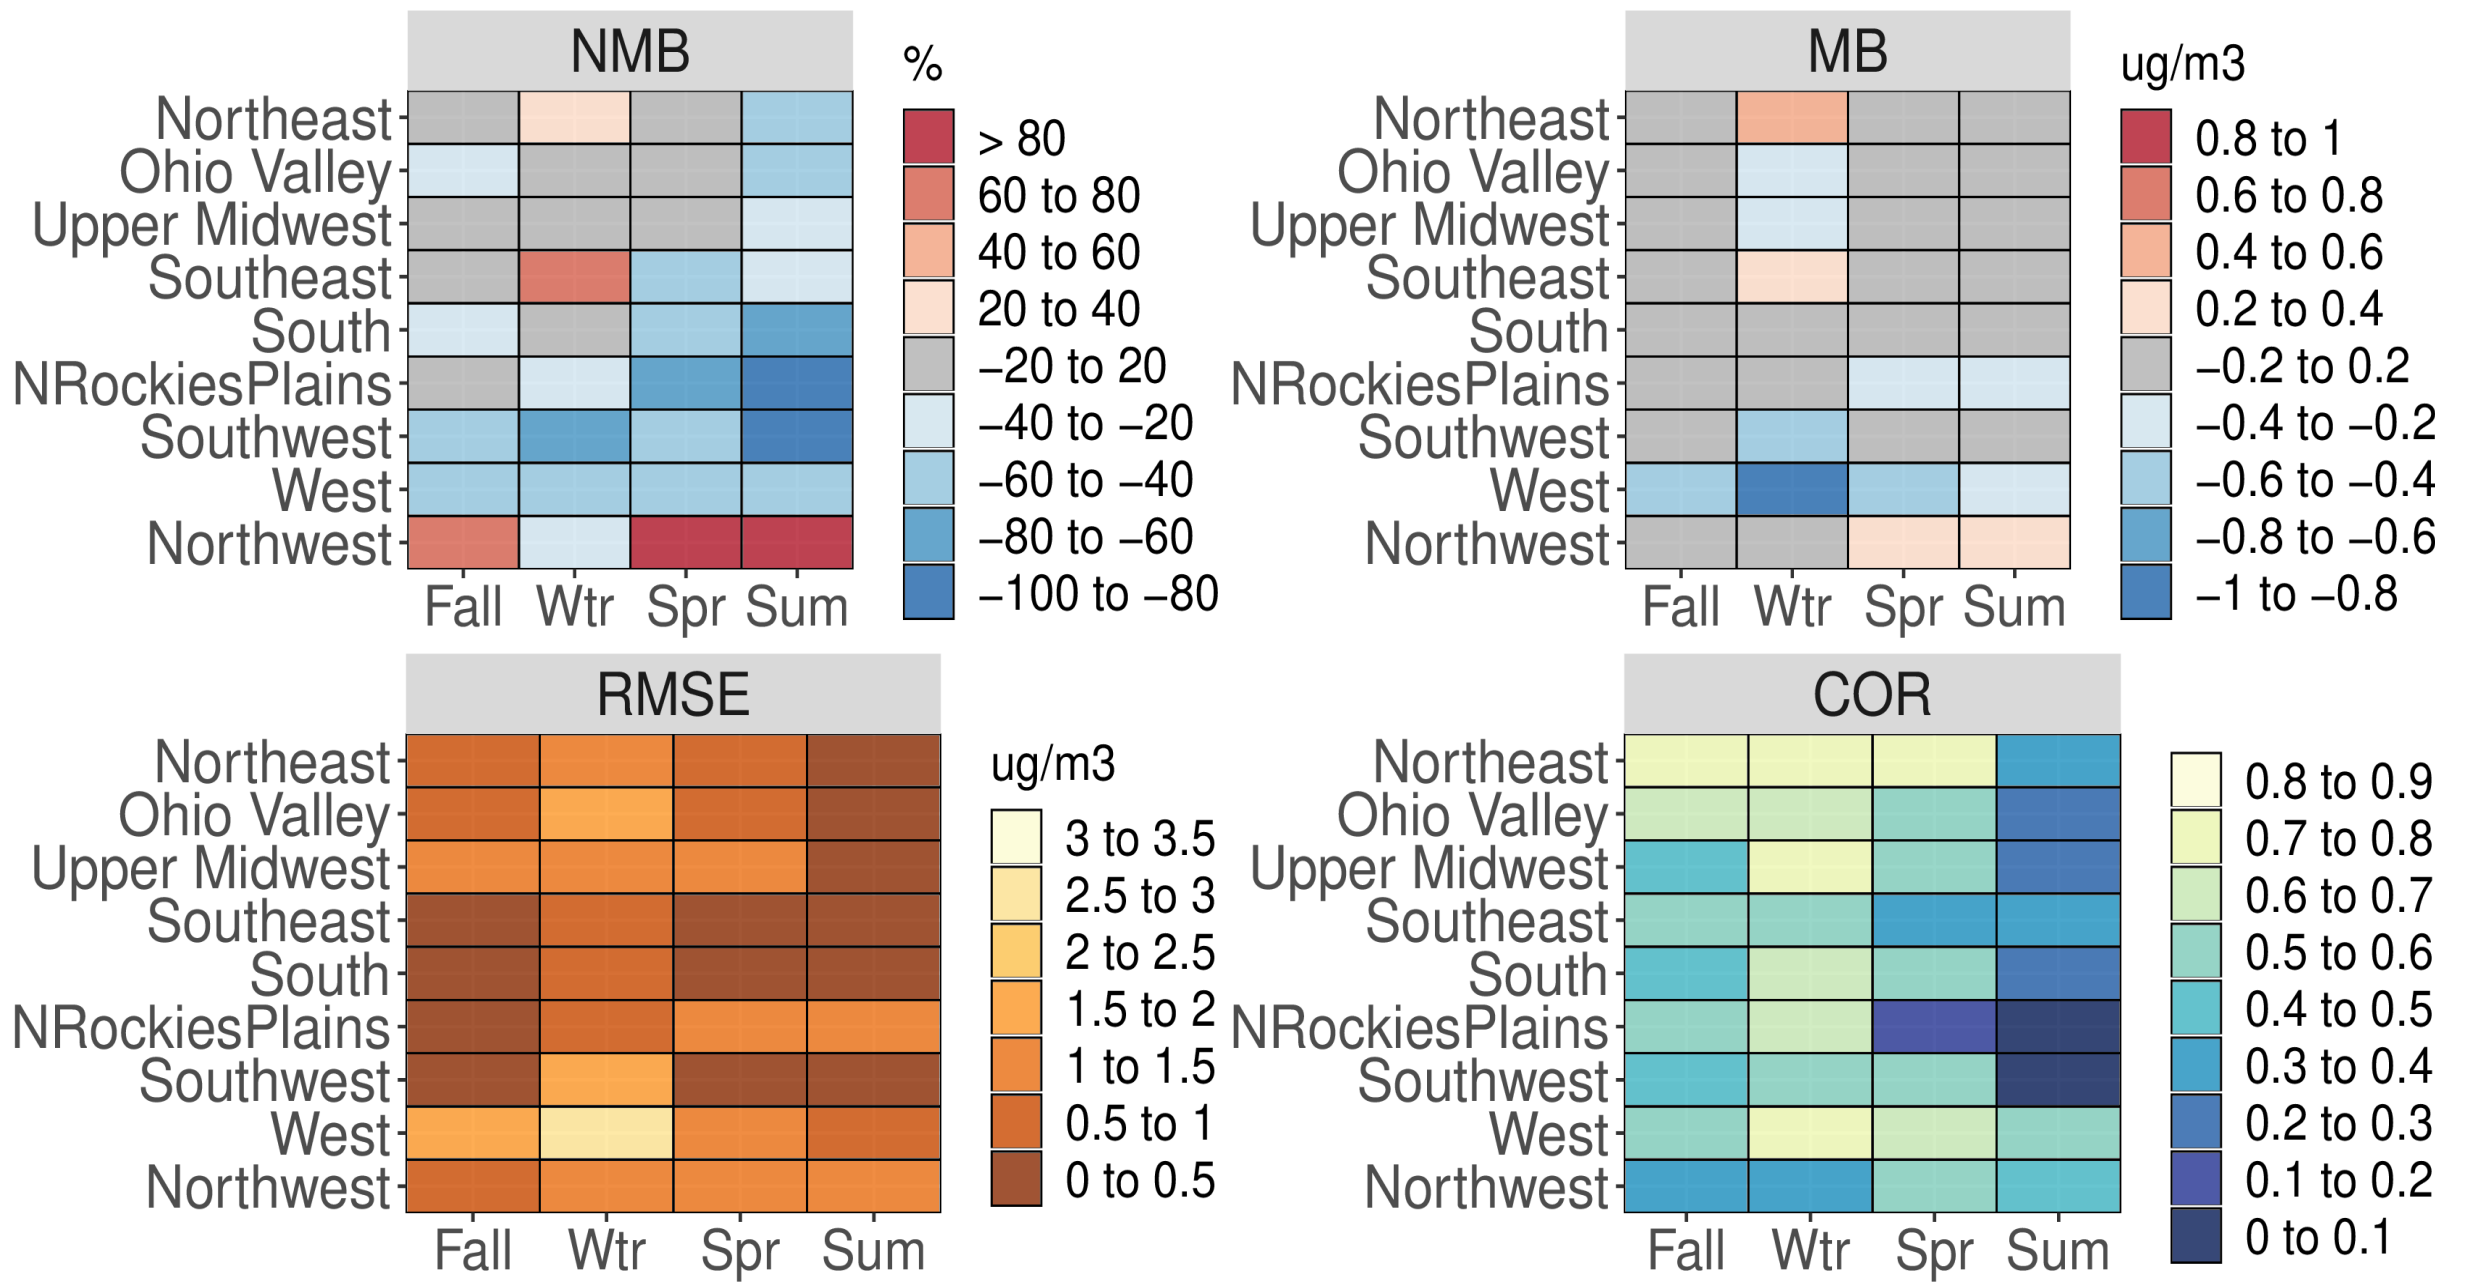 NMB
%
Northeast
Ohio Valley
Upper Midwest
Southeast
South
NRockiesPlains
Southwest
West
Northwest
Fall Wtr Spr Sum
> 80
60 to 80
40 to 60
20 to 40
−20 to 20
−40 to −20
−60 to −40
−80 to −60
−100 to −80
MB
ug/m3
Northeast
Ohio Valley
Upper Midwest
Southeast
South
NRockiesPlains
Southwest
West
Northwest
Fall Wtr Spr Sum
0.8 to 1
0.6 to 0.8
0.4 to 0.6
0.2 to 0.4
−0.2 to 0.2
−0.4 to −0.2
−0.6 to −0.4
−0.8 to −0.6
−1 to −0.8
RMSE
ug/m3
Northeast
Ohio Valley
Upper Midwest
Southeast
South
NRockiesPlains
Southwest
West
Northwest
Fall Wtr Spr Sum
3 to 3.5
2.5 to 3
2 to 2.5
1.5 to 2
1 to 1.5
0.5 to 1
0 to 0.5
COR
Northeast
Ohio Valley
Upper Midwest
Southeast
South
NRockiesPlains
Southwest
West
Northwest
Fall Wtr Spr Sum
0.8 to 0.9
0.7 to 0.8
0.6 to 0.7
0.5 to 0.6
0.4 to 0.5
0.3 to 0.4
0.2 to 0.3
0.1 to 0.2
0 to 0.1